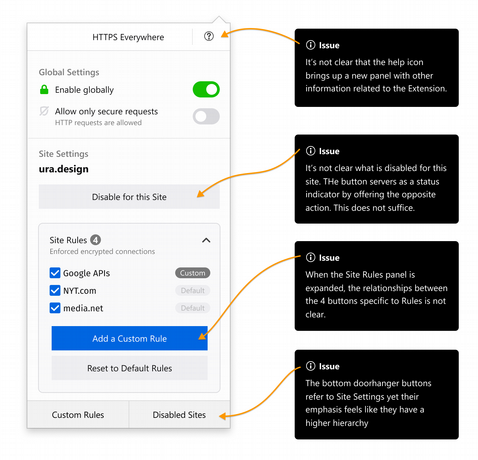 HTTPS Everywhere
Global Settings
Enable globally
Allow only secure requests
HTTP requests are allowed
Site Settings
ura.design
Disable for this Site
Site Rules 4
Enforced encrypted connections
Google APIs Custom
NYT.com Default
media.net Default
Add a Custom Rule
Reset to Default Rules
Custom Rules Disabled Sites
Issue
It's not clear that the help icon
brings up a new panel with other
information related to the Extension.
Issue
It's not clear what is disabled for this
site. THe button servers as a status
indicator by offering the opposite
action. This does not suffice.
Issue
When the Site Rules panel is
expanded, the relationships between
the 4 buttons specific to Rules is not
clear.
Issue
The bottom doorhanger buttons
refer to Site Settings yet their
emphasis feels like they have a
higher hierarchy